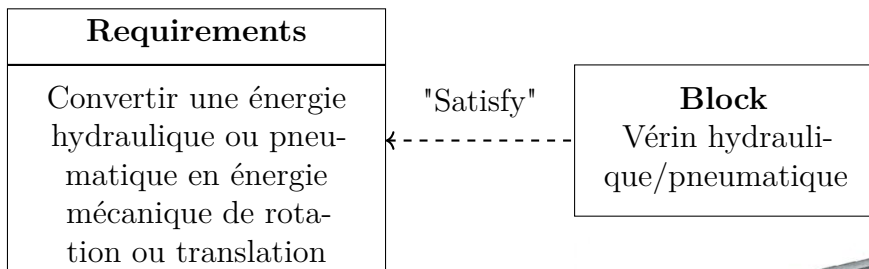 Requirements
Convertir une énergie
hydraulique ou pneu-
matique en énergie
mécanique de rota-
tion ou translation
"Satisfy"
Block
Vérin hydrauli-
que/pneumatique